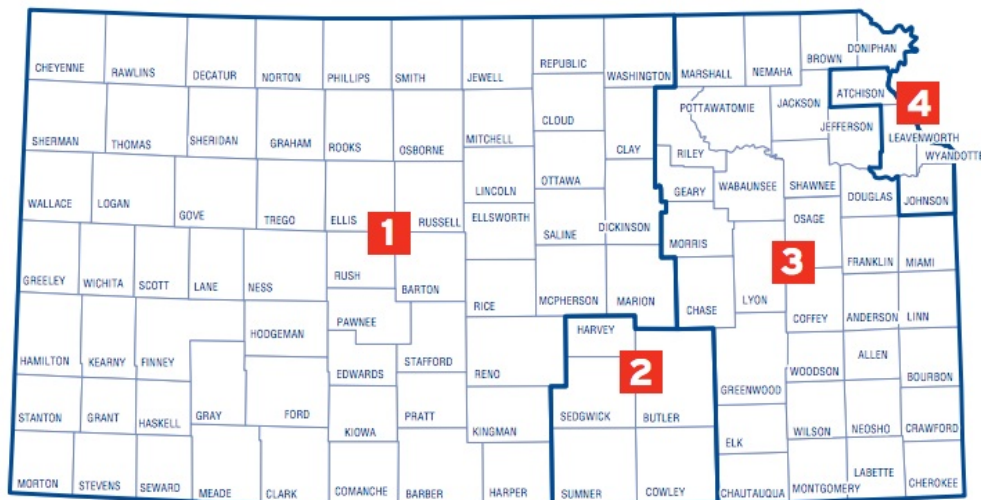 CHEYENNE
RAWLINS
DECATUR
NORTON
PHILLIPS
SMITH
JEWELL
REPUBLIC
WASHINGTON
MARSHALL
NEMAHA
BROWN
DONIPHAN
SHERMAN
THOMAS
SHERIDAN
GRAHAM
ROOKS
OSBORNE
MITCHELL
CLOUD
CLAY
POTTAWATOMIE
JACKSON
ATCHISON
4
JEFFERSON
LEAVENWORTH
WYANDOTTE
RILEY
WALLACE
LOGAN
GOVE
TREGO
ELLIS
1
RUSSELL
LINCOLN
ELLSWORTH
OTTAWA
SALINE
DICKINSON
GEARY
WABAUNSEE
SHAWNEE
DOUGLAS
JOHNSON
OSAGE
MORRIS
3
GREELEY
WICHITA
SCOTT
LANE
NESS
RUSH
BARTON
RICE
MCPHERSON
MARION
CHASE
LYON
FRANKLIN
MIAMI
COFFEY
ANDERSON
LINN
HODGEMAN
PAWNEE
HARVEY
HAMILTON
KEARNY
FINNEY
EDWARDS
STAFFORD
RENO
2
GREENWOOD
WOODSON
ALLEN
BOURBON
STANTON
GRANT
HASKELL
GRAY
FORD
KIOWA
PRATT
KINGMAN
SEDGWICK
BUTLER
ELK
WILSON
NEOSHO
CRAWFORD
MORTON
STEVENS
SEWARD
MEADE
CLARK
COMANCHE
BARBER
HARPER
SUMNER
COWLEY
CHAUTAUQUA
MONTGOMERY
LABETTE
CHEROKEE